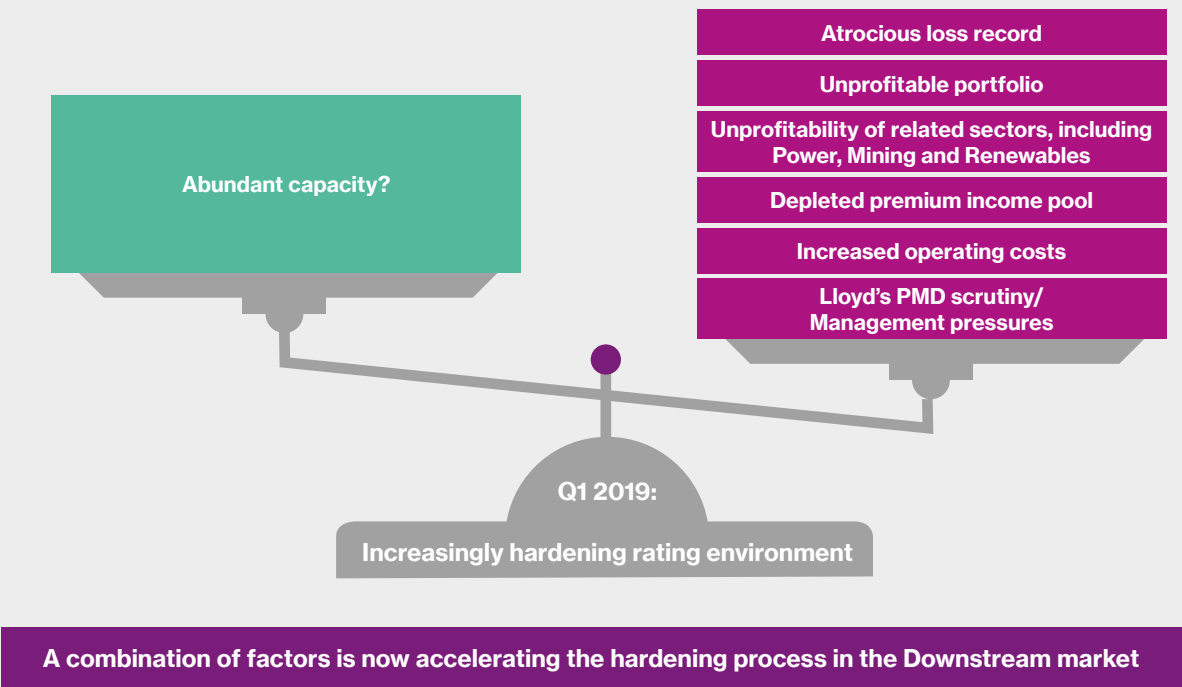 Abundant capacity?
Atrocious loss record
Unprofitable portfolio
Unprofitability of related sectors, including
Power, Mining and Renewables
Depleted premium income pool
Increased operating costs
Lloyd’s PMD scrutiny/
Management pressures
Q1 2019:
Increasingly hardening rating environment
A combination of factors is now accelerating the hardening process in the Downstream market